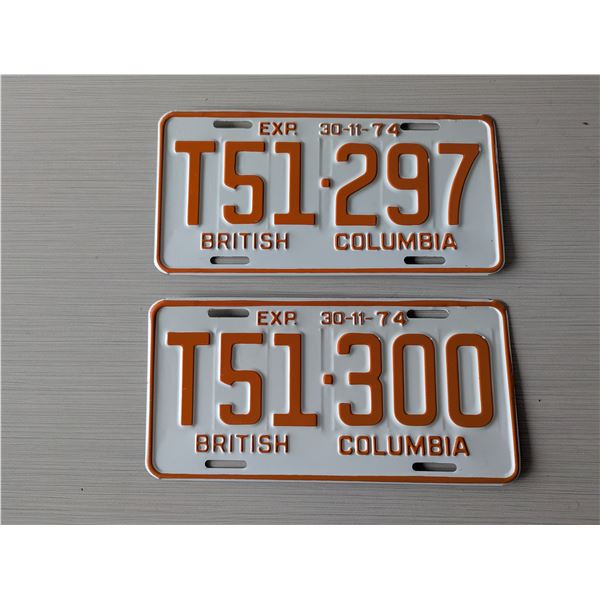 EXP. 30-11-74
T51·297
BRITISH COLUMBIA
EXP. 30-11-74
T51·300
BRITISH COLUMBIA